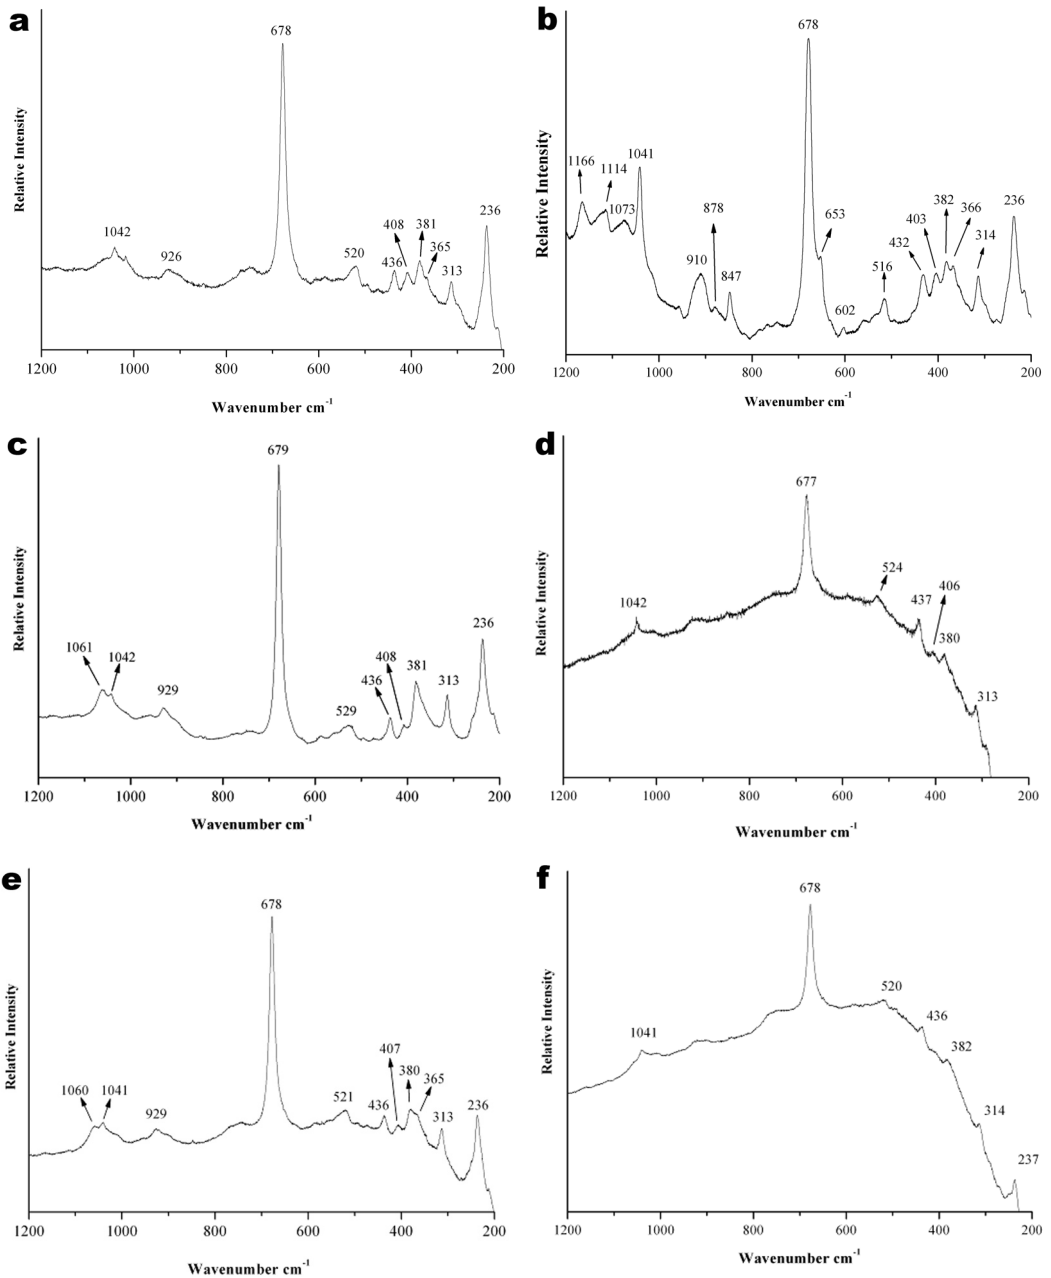 a
678
1042
926
520
436
408
381
365
313
236
Relative Intensity
1200 1000 800 600 400 200
Wavenumber cm-1
b
678
1166
1114
1073
1041
910
878
847
653
602
516
432
403
382
366
314
236
Relative Intensity
1200 1000 800 600 400 200
Wavenumber cm-1
c
679
1061
1042
929
529
436
408
381
313
236
Relative Intensity
1200 1000 800 600 400 200
Wavenumber cm-1
d
677
1042
524
437
406
380
313
Relative Intensity
1200 1000 800 600 400 200
Wavenumber cm-1
e
678
1060
1041
929
521
436
407
380
365
313
236
Relative Intensity
1200 1000 800 600 400 200
Wavenumber cm-1
f
678
1041
520
436
382
314
237
Relative Intensity
1200 1000 800 600 400 200
Wavenumber cm-1